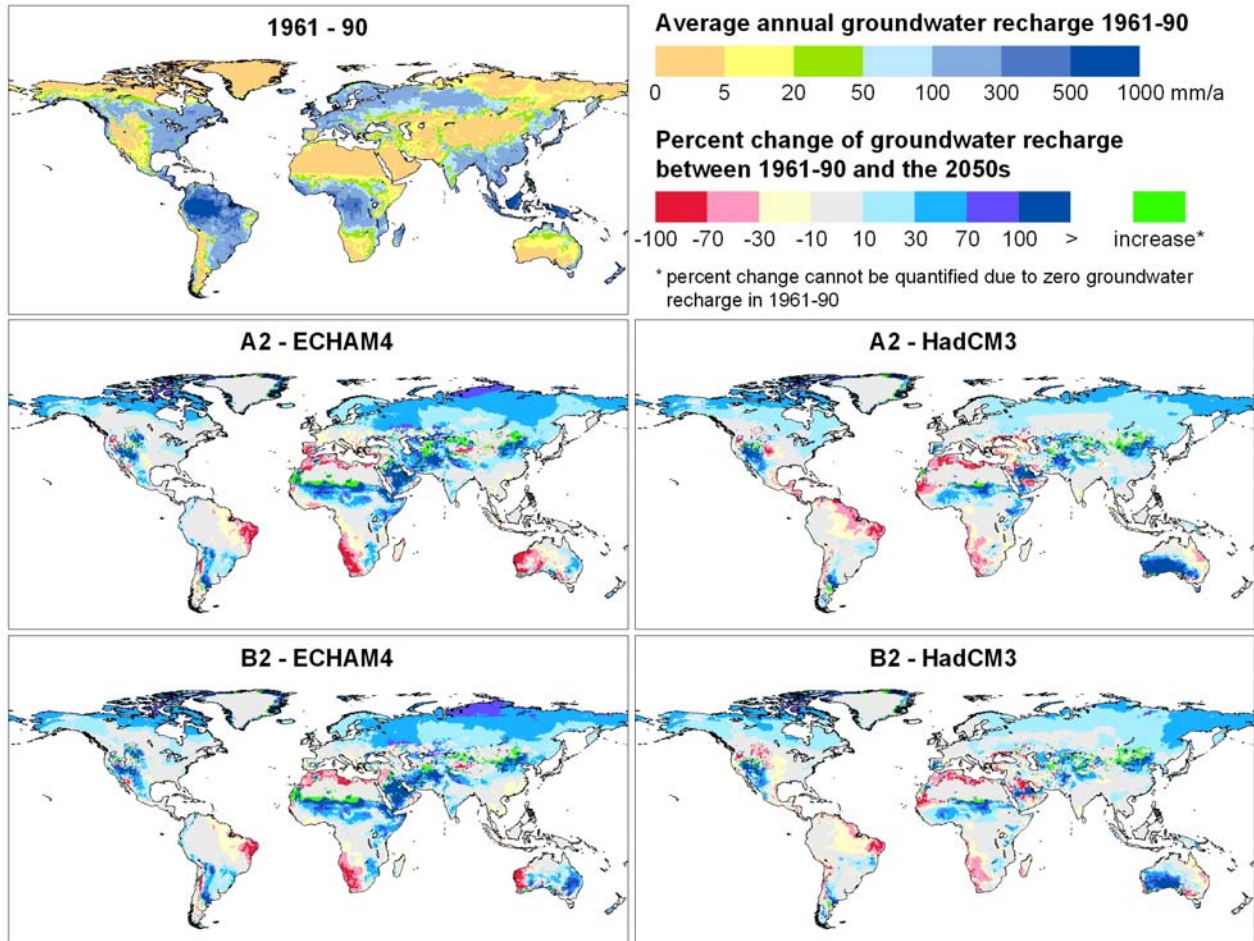 1961 - 90
Average annual groundwater recharge 1961-90
0 5 20 50 100 300 500 1000 mm/a
Percent change of groundwater recharge
between 1961-90 and the 2050s
-100 -70 -30 -10 10 30 70 100 > increase*
* percent change cannot be quantified due to zero groundwater
recharge in 1961-90
A2 - ECHAM4
A2 - HadCM3
B2 - ECHAM4
B2 - HadCM3